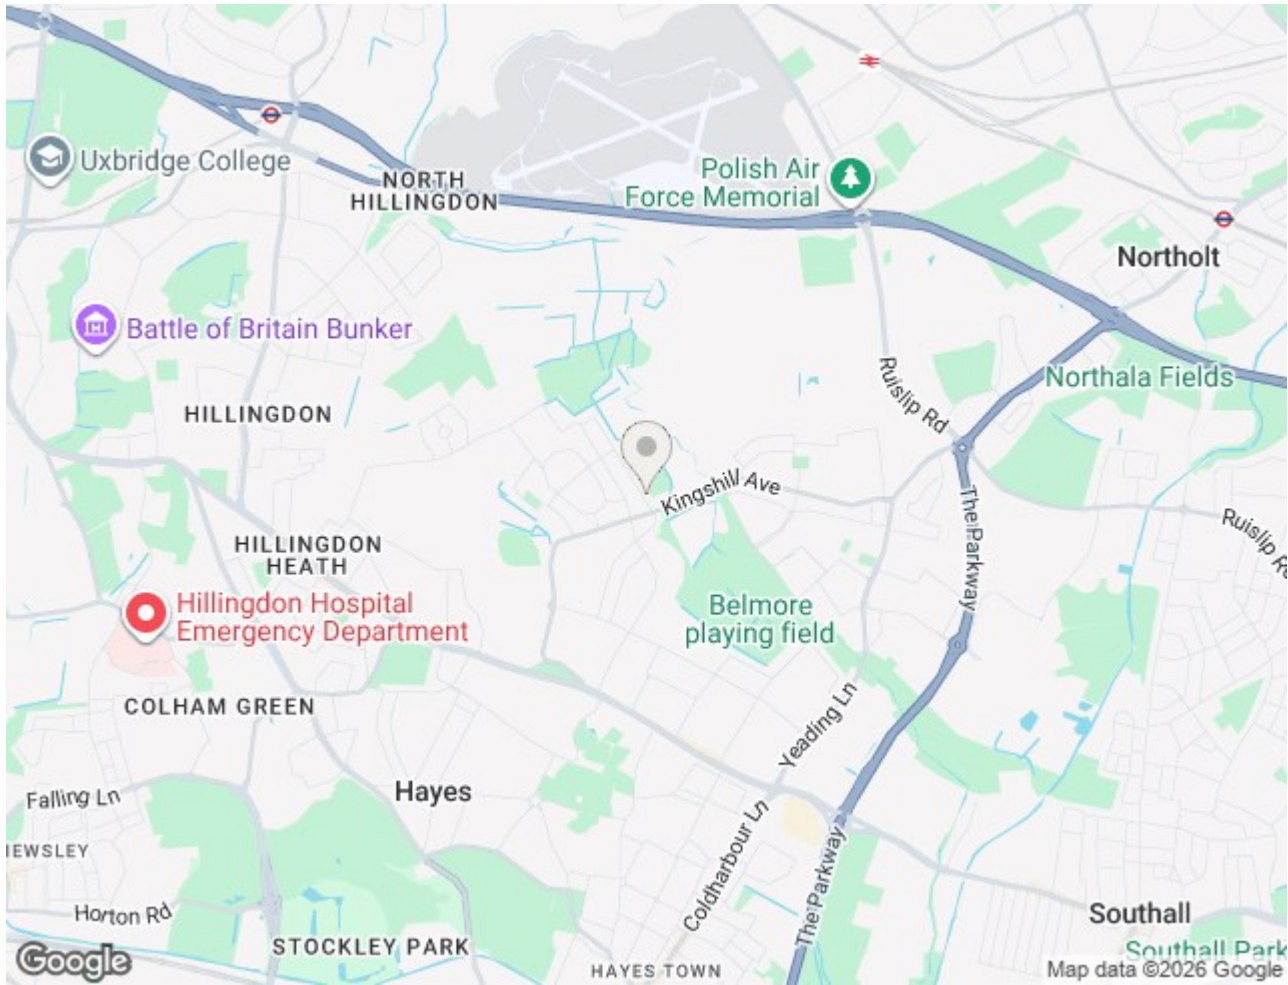 Uxbridge College
NORTH
HILLINGDON
Polish Air
Force Memorial
Northolt
Battle of Britain Bunker
Ruislip Rd
Northala Fields
HILLINGDON
Kingshill Ave
The Parkway
Ruislip Rd
HILLINGDON
HEATH
Hillingdon Hospital
Emergency Department
Belmore
playing field
COLHAM GREEN
Yeading Ln
Hayes
Falling Ln
Coldharbour Ln
IEWSLEY
The Parkway
Horton Rd
Southall
STOCKLEY PARK
Southall Park
Google
HAYES TOWN
Map data ©2026 Google